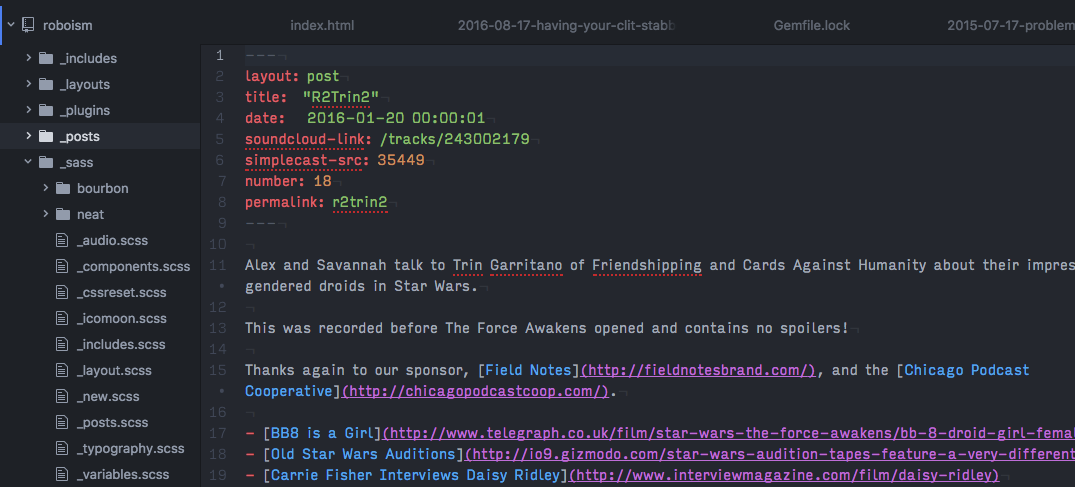 roboism
index.html
2016-08-17-having-your-clit-stabb
Gemfile.lock
2015-07-17-problem
_includes
_layouts
_plugins
_posts
_sass
bourbon
neat
_audio.scss
_components.scss
_cssreset.scss
_icomoon.scss
_includes.scss
_layout.scss
_new.scss
_posts.scss
_typography.scss
_variables.scss
1 ---
2 layout: post
3 title: "R2Trin2"
4 date: 2016-01-20 00:00:01
5 soundcloud-link: /tracks/243002179
6 simplecast-src: 35449
7 number: 18
8 permalink: r2trin2
9 ---
10
11 Alex and Savannah talk to Trin Garritano of Friendshipping and Cards Against Humanity about their impres
• gendered droids in Star Wars.
12
13 This was recorded before The Force Awakens opened and contains no spoilers!
14
15 Thanks again to our sponsor, [Field Notes](http://fieldnotesbrand.com/), and the [Chicago Podcast
• Cooperative](http://chicagopodcastcoop.com/).
16
17 - [BB8 is a Girl](http://www.telegraph.co.uk/film/star-wars-the-force-awakens/bb-8-droid-girl-femal
18 - [Old Star Wars Auditions](http://io9.gizmodo.com/star-wars-audition-tapes-feature-a-very-different
19 - [Carrie Fisher Interviews Daisy Ridley](http://www.interviewmagazine.com/film/daisy-ridley)